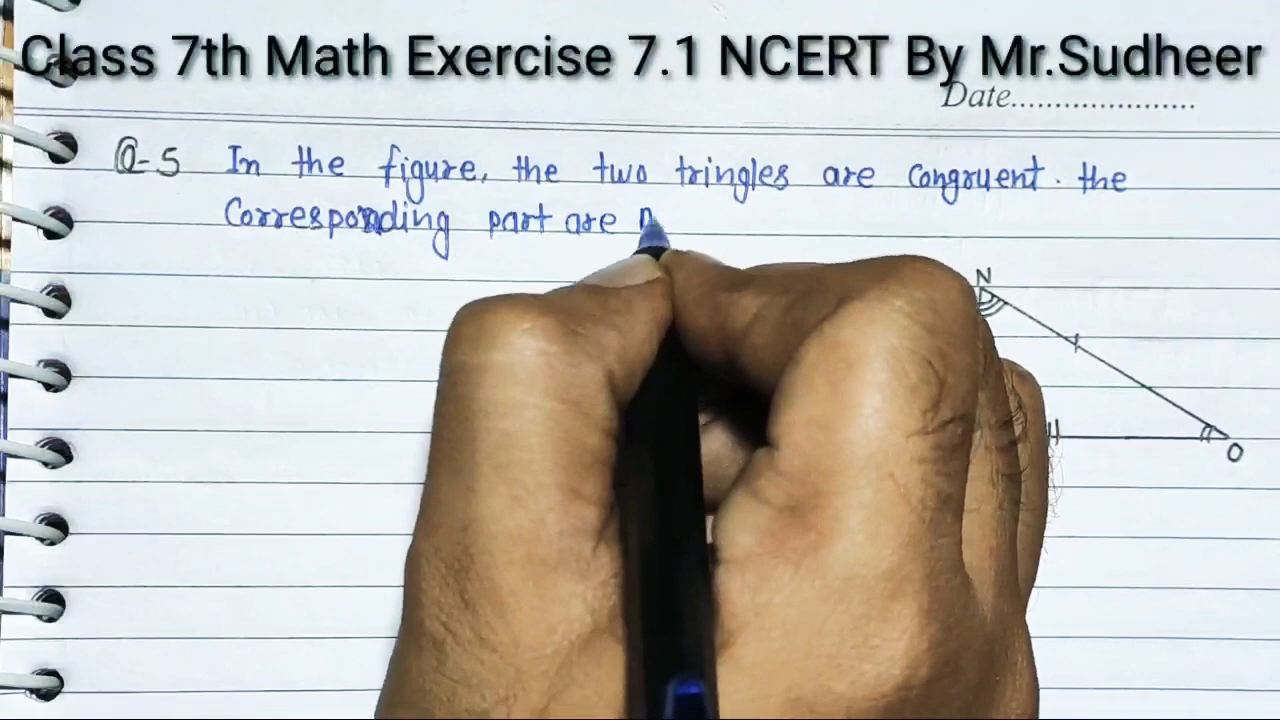 Class 7th Math Exercise 7.1 NCERT By Mr.Sudheer
Date......................
Q-5 In the figure, the two tringles are congruent. the
Corresponding part are
N
O